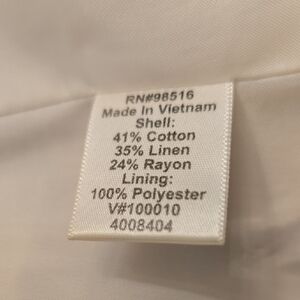 RN#98516
Made In Vietnam
Shell:
41% Cotton
35% Linen
24% Rayon
Lining:
100% Polyester
V#100010
4008404